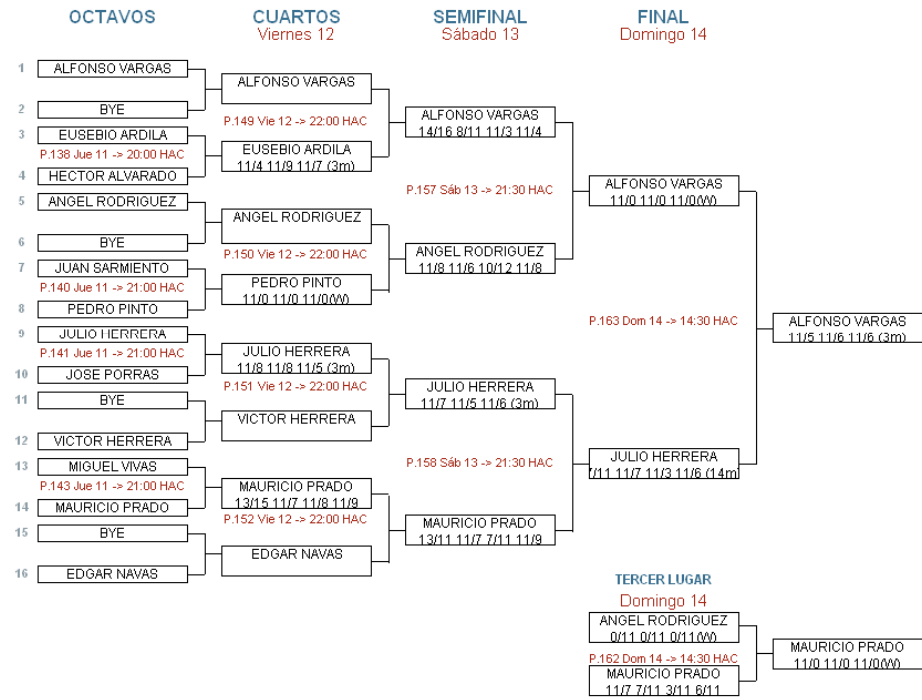 OCTAVOS
CUARTOS
Viernes 12
SEMIFINAL
Sábado 13
FINAL
Domingo 14
1 ALFONSO VARGAS
2 BYE
3 EUSEBIO ARDILA
P.138 Jue 11 -> 20:00 HAC
4 HECTOR ALVARADO
5 ANGEL RODRIGUEZ
6 BYE
7 JUAN SARMIENTO
P.140 Jue 11 -> 21:00 HAC
8 PEDRO PINTO
9 JULIO HERRERA
P.141 Jue 11 -> 21:00 HAC
10 JOSE PORRAS
11 BYE
12 VICTOR HERRERA
13 MIGUEL VIVAS
P.143 Jue 11 -> 21:00 HAC
14 MAURICIO PRADO
15 BYE
16 EDGAR NAVAS
ALFONSO VARGAS
P.149 Vie 12 -> 22:00 HAC
EUSEBIO ARDILA
11/4 11/9 11/7 (3m)
ANGEL RODRIGUEZ
P.150 Vie 12 -> 22:00 HAC
PEDRO PINTO
11/0 11/0 11/0(W)
JULIO HERRERA
11/8 11/8 11/5 (3m)
P.151 Vie 12 -> 22:00 HAC
VICTOR HERRERA
MAURICIO PRADO
13/15 11/7 11/8 11/9
P.152 Vie 12 -> 22:00 HAC
EDGAR NAVAS
ALFONSO VARGAS
14/16 8/11 11/3 11/4
P.157 Sáb 13 -> 21:30 HAC
ANGEL RODRIGUEZ
11/8 11/6 10/12 11/8
JULIO HERRERA
11/7 11/5 11/6 (3m)
P.158 Sáb 13 -> 21:30 HAC
MAURICIO PRADO
13/11 11/7 7/11 11/9
ALFONSO VARGAS
11/0 11/0 11/0(W)
P.163 Dom 14 -> 14:30 HAC
JULIO HERRERA
7/11 11/7 11/3 11/6 (14m)
ALFONSO VARGAS
11/5 11/6 11/6 (3m)
TERCER LUGAR
Domingo 14
ANGEL RODRIGUEZ
0/11 0/11 0/11(W)
P.162 Dom 14 -> 14:30 HAC
MAURICIO PRADO
11/7 7/11 3/11 6/11
MAURICIO PRADO
11/0 11/0 11/0(W)